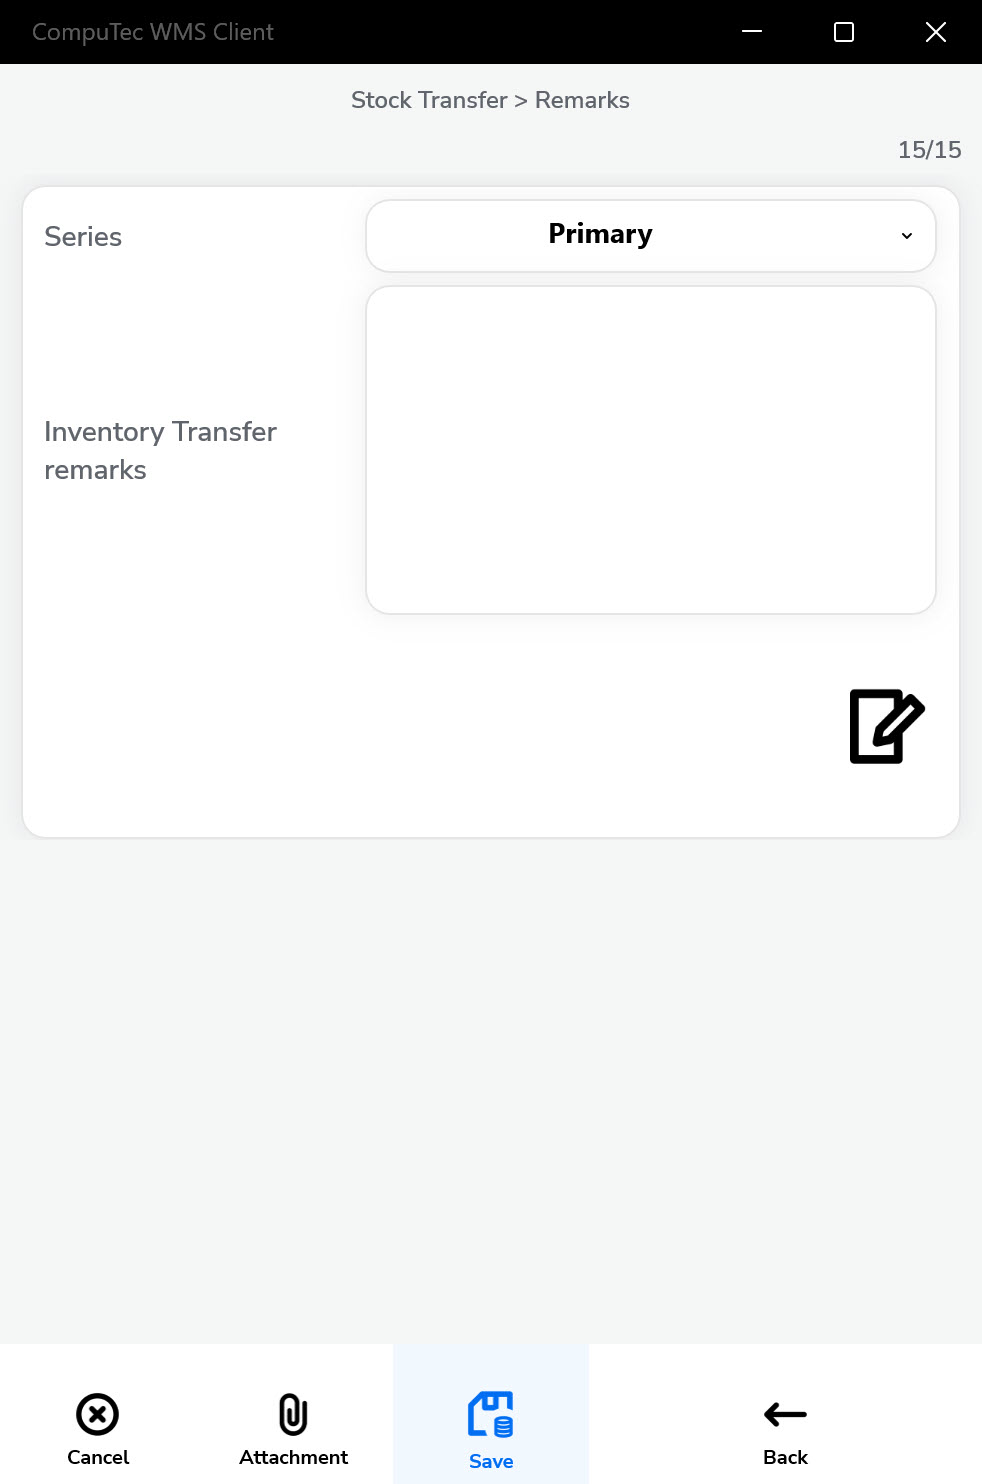 CompuTec WMS Client
Stock Transfer > Remarks
15/15
Series
Primary
Inventory Transfer
remarks
Cancel
Attachment
Save
Back